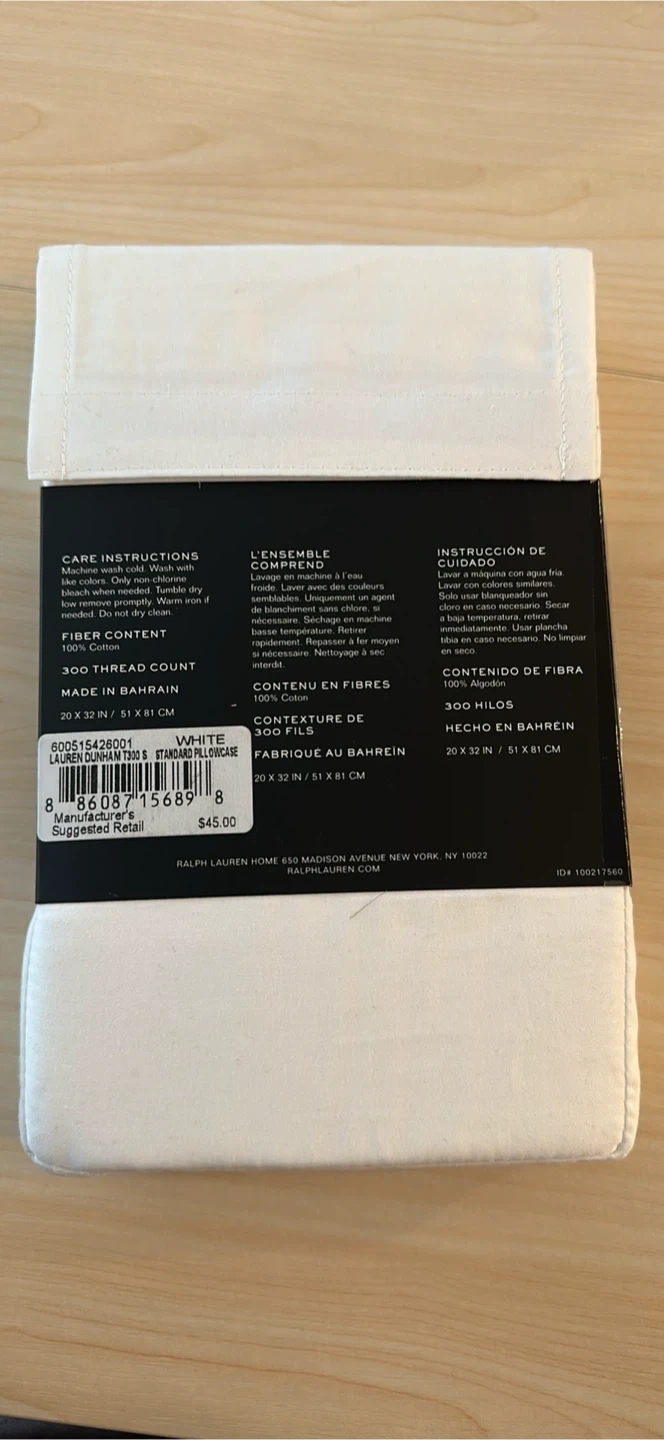 CARE INSTRUCTIONS
Machine wash cold. Wash with
like colors. Only non-chlorine
bleach when needed. Tumble dry
low remove promptly. Warm iron if
needed. Do not dry clean.
FIBER CONTENT
100% Cotton
300 THREAD COUNT
MADE IN BAHRAIN
20 X 32 IN / 51 X 81 CM
L'ENSEMBLE
COMPREND
Lavage en machine à l'eau
froide. Laver avec des couleurs
semblables. Uniquement un agent
de blanchiment sans chlore, si
nécessaire. Séchage en machine
basse température. Retirer
rapidement. Repasser à fer moyen
si nécessaire. Nettoyage à sec
interdit.
CONTENU EN FIBRES
100% Coton
CONTEXTURE DE
300 FILS
FABRIQUÉ AU BAHREÏN
20 X 32 IN / 51 X 81 CM
INSTRUCCIÓN DE
CUIDADO
Lavar a máquina con agua fría.
Lavar con colores similares.
Solo usar blanqueador sin
cloro en caso necesario. Secar
a baja temperatura, retirar
inmediatamente. Usar plancha
tibia en caso necesario. No limpiar
en seco.
CONTENIDO DE FIBRA
100% Algodón
300 HILOS
HECHO EN BAHRÉIN
20 X 32 IN / 51 X 81 CM
600515426001 WHITE
LAUREN DUNHAM T300 S STANDARD PILLOWCASE
8 86087 15689 8
Manufacturer's
Suggested Retail $45.00
RALPH LAUREN HOME 650 MADISON AVENUE NEW YORK, NY 10022
RALPHLAUREN.COM
ID# 100217560